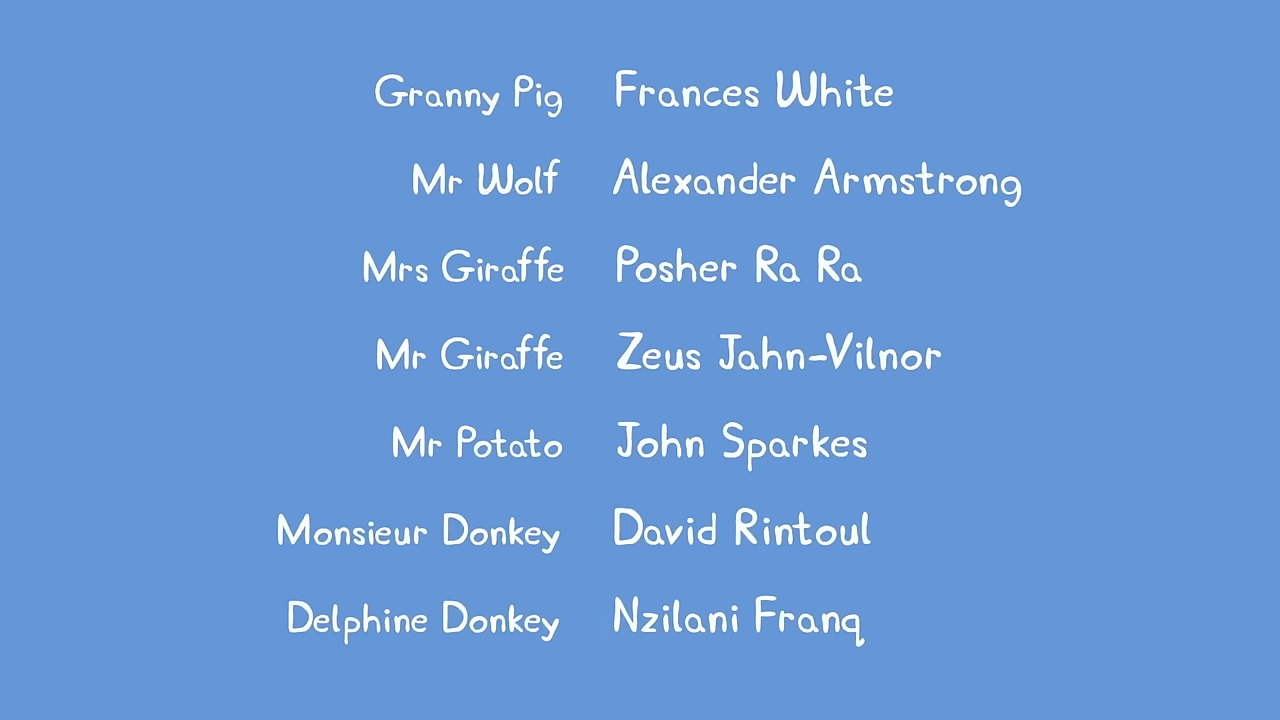 Granny Pig Frances White
Mr Wolf Alexander Armstrong
Mrs Giraffe Posher Ra Ra
Mr Giraffe Zeus Jahn-Vilnor
Mr Potato John Sparkes
Monsieur Donkey David Rintoul
Delphine Donkey Nzilani Franq